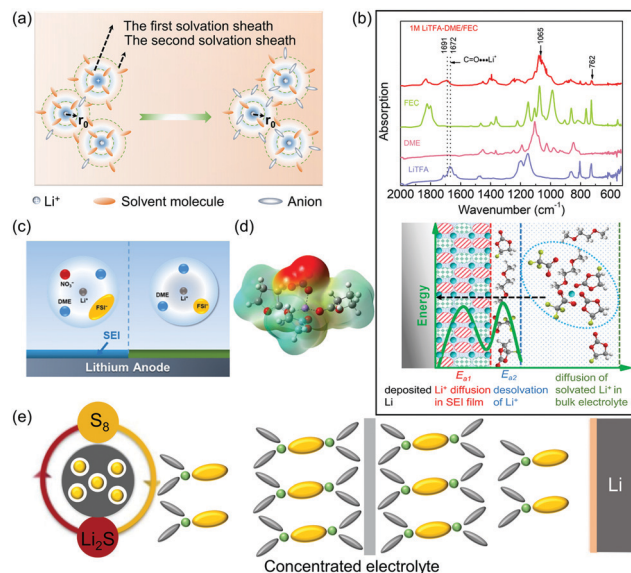 (a)
The first solvation sheath
The second solvation sheath
r₀
r₀
Li⁺
Solvent molecule
Anion
(b)
1M LiTFA-DME/FEC
1691
1672
C=O•••Li⁺
1065
762
FEC
DME
LiTFA
Absorption
2000 1800 1600 1400 1200 1000 800 600
Wavenumber (cm⁻¹)
Energy
Eₐ₁
Eₐ₂
deposited Li
Li⁺ diffusion in SEI film
desolvation of Li⁺
diffusion of solvated Li⁺ in bulk electrolyte
(c)
NO₃⁻
DME
Li⁺
FSI⁻
DME
Li⁺
FSI⁻
SEI
Lithium Anode
(d)
(e)
S₈
Li₂S
Li
Concentrated electrolyte